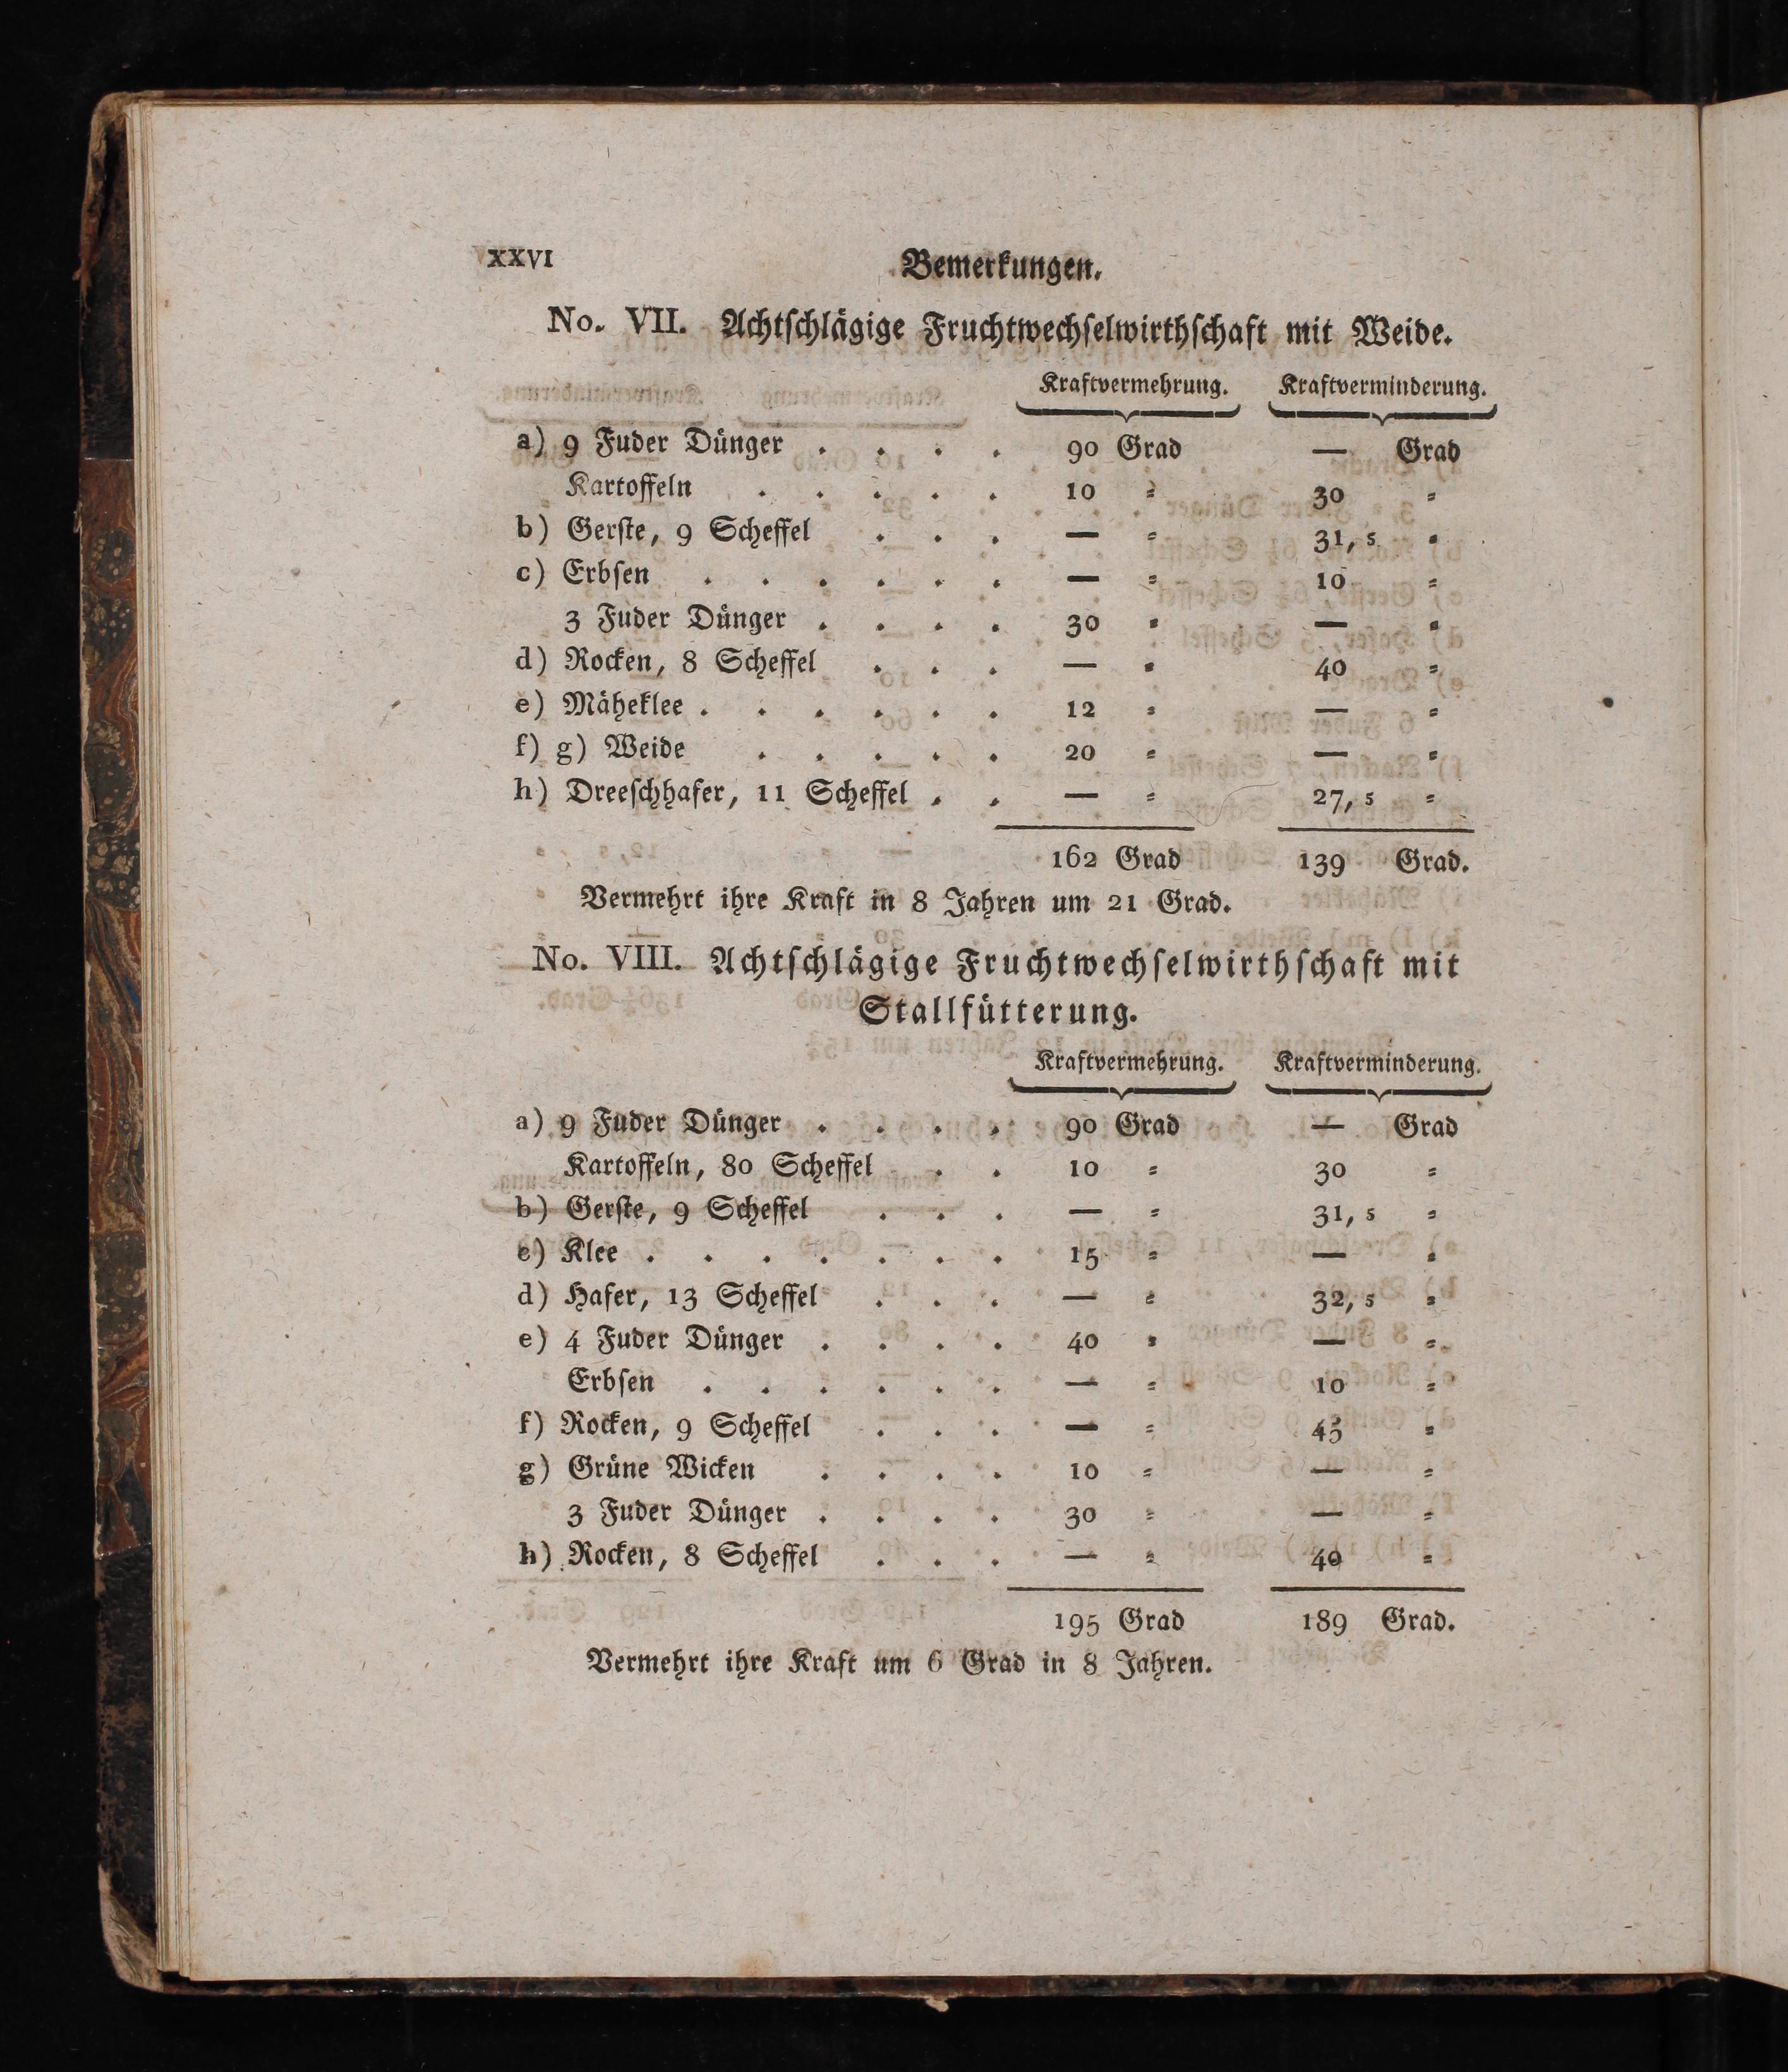 XXVI Bemerkungen.
No. VII. Achtſchlägige Fruchtwechſelwirthſchaft mit Weide.
Kraftvermehrung. Kraftverminderung.
a) 9 Fuder Dünger . . . . 90 Grad — Grad
Kartoffeln . . . . . 10 = 30 =
b) Gerſte, 9 Scheffel . . . — = 31,5 =
c) Erbſen . . . . . . — = 10 =
3 Fuder Dünger . . . . 30 = — =
d) Rocken, 8 Scheffel . . . — = 40 =
e) Mäheklee . . . . . . 12 = — =
f) g) Weide . . . . . 20 = — =
h) Dreeſchhafer, 11 Scheffel . . — = 27,5 =
162 Grad 139 Grad.
Vermehrt ihre Kraft in 8 Jahren um 21 Grad.
No. VIII. Achtſchlägige Fruchtwechſelwirthſchaft mit
Stallfütterung.
Kraftvermehrung. Kraftverminderung.
a) 9 Fuder Dünger . . . . 90 Grad — Grad
Kartoffeln, 80 Scheffel . . 10 = 30 =
b) Gerſte, 9 Scheffel . . . — = 31,5 =
c) Klee . . . . . . . 15 = — =
d) Hafer, 13 Scheffel . . . — = 32,5 =
e) 4 Fuder Dünger . . . . 40 = — =
Erbſen . . . . . . — = 10 =
f) Rocken, 9 Scheffel . . . — = 45 =
g) Grüne Wicken . . . . 10 = — =
3 Fuder Dünger . . . . 30 = — =
h) Rocken, 8 Scheffel . . . — = 40 =
195 Grad 189 Grad.
Vermehrt ihre Kraft um 6 Grad in 8 Jahren.